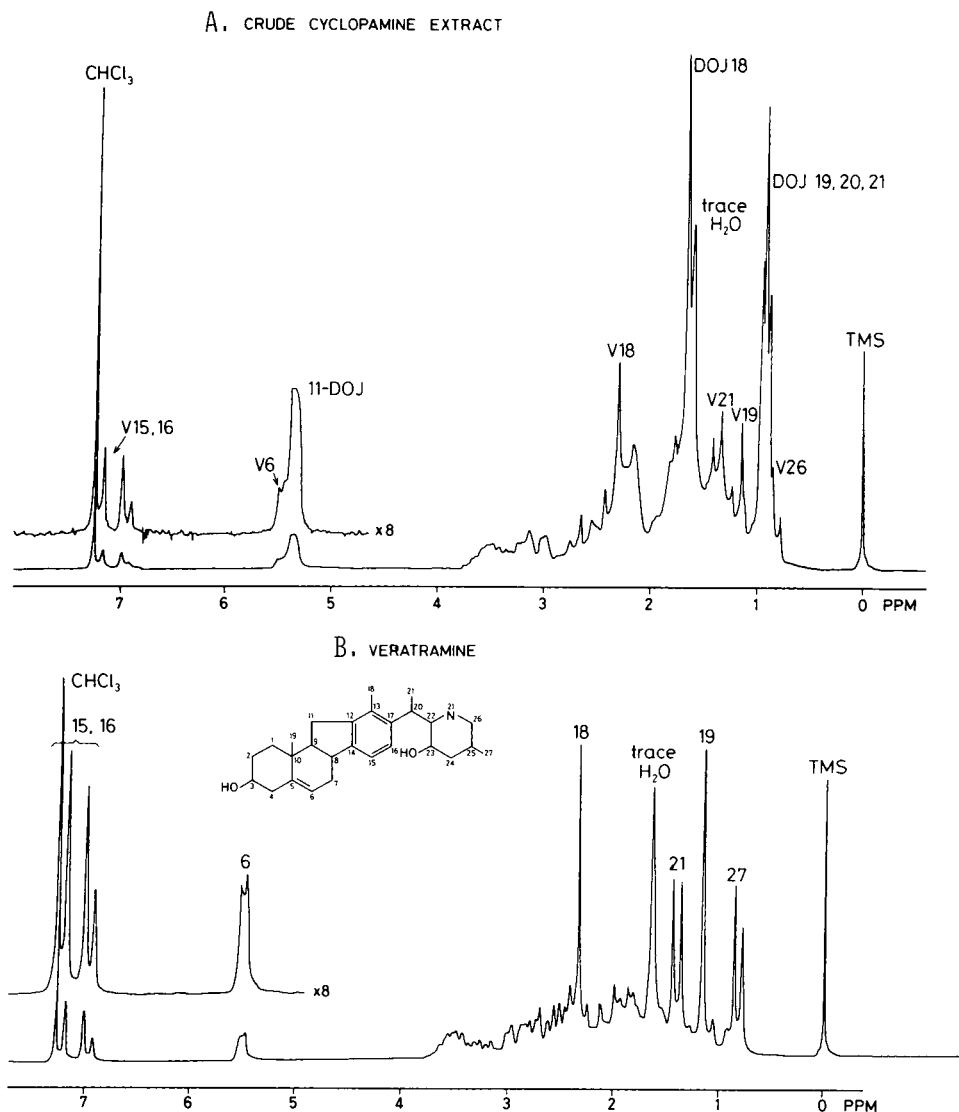 A. CRUDE CYCLOPAMINE EXTRACT
CHCl₃
DOJ 18
DOJ 19, 20, 21
trace
H₂O
TMS
V18
11-DOJ
V15, 16
V6
V21
V19
V26
x8
7 6 5 4 3 2 1 0 PPM
B. VERATRAMINE
CHCl₃
15, 16
21 18 21
11 12 13 17 20 22 N 26
1 19 16 23 25 27
2 10 9 14 HO 24
8 15
HO 3 4 5 6 7
18
19
trace
H₂O
TMS
6
21
27
x8
7 6 5 4 3 2 1 0 PPM